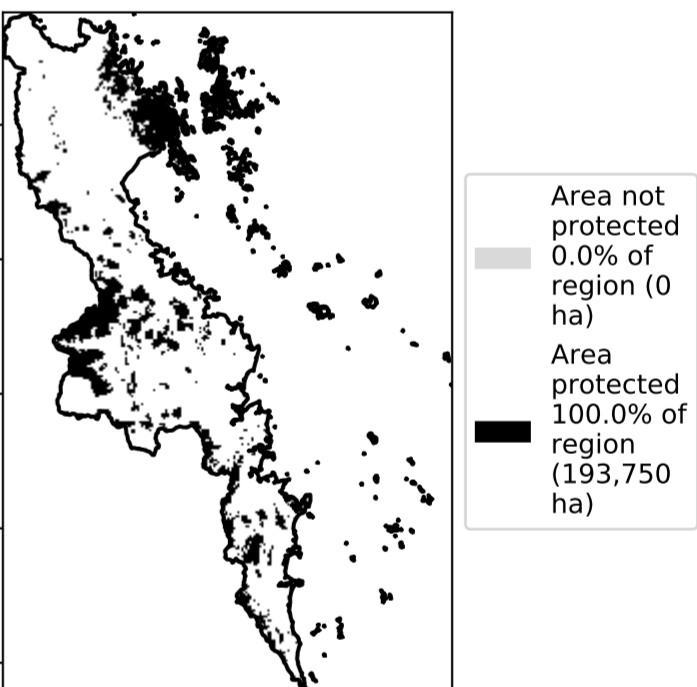 Area not
protected
0.0% of
region (0
ha)
Area
protected
100.0% of
region
(193,750
ha)